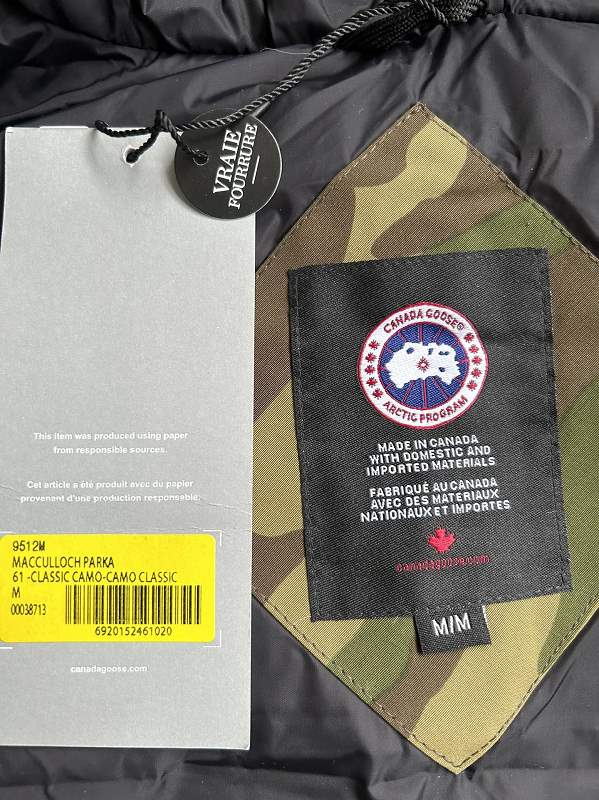 VRAIE
FOURRURE
This item was produced using paper
from responsible sources.
Cet article a été produit avec du papier
provenant d'une production responsable.
9512M
MACCULLOCH PARKA
61 -CLASSIC CAMO-CAMO CLASSIC
M
00038713
6920152461020
canadagoose.com
CANADA GOOSE®
ARCTIC PROGRAM
MADE IN CANADA
WITH DOMESTIC AND
IMPORTED MATERIALS
FABRIQUÉ AU CANADA
AVEC DES MATERIAUX
NATIONAUX ET IMPORTES
canadagoose.com
M/M